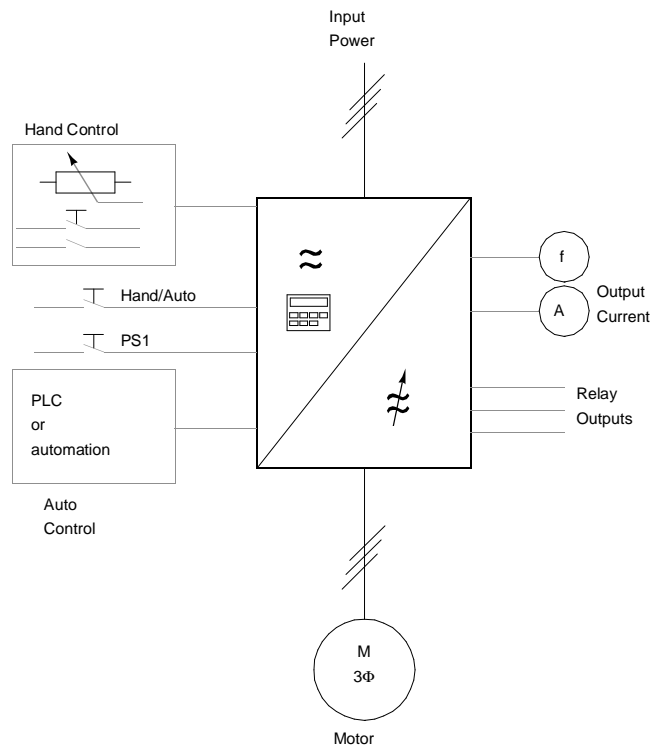 Input
Power
Hand Control
f
Hand/Auto
A
Output
Current
PS1
PLC
or
automation
Relay
Outputs
Auto
Control
M
3Φ
Motor